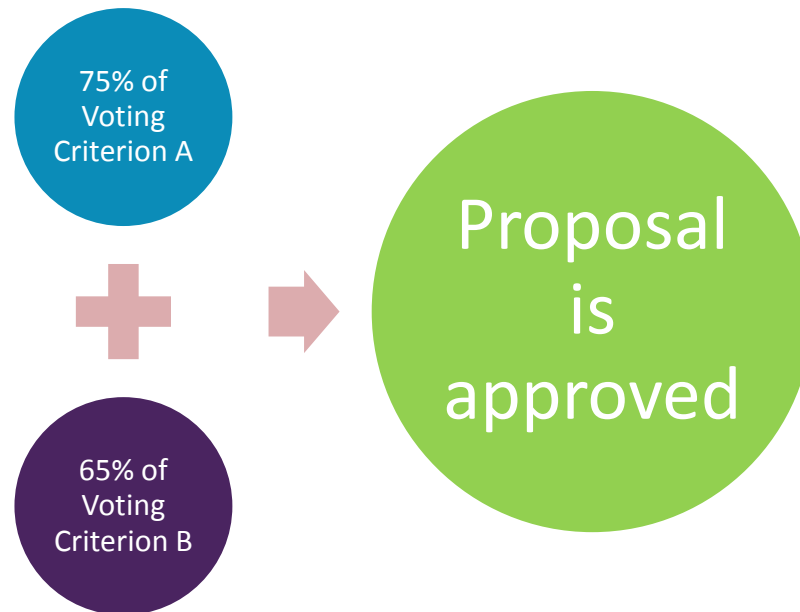 75% of
Voting
Criterion A
65% of
Voting
Criterion B
Proposal
is
approved